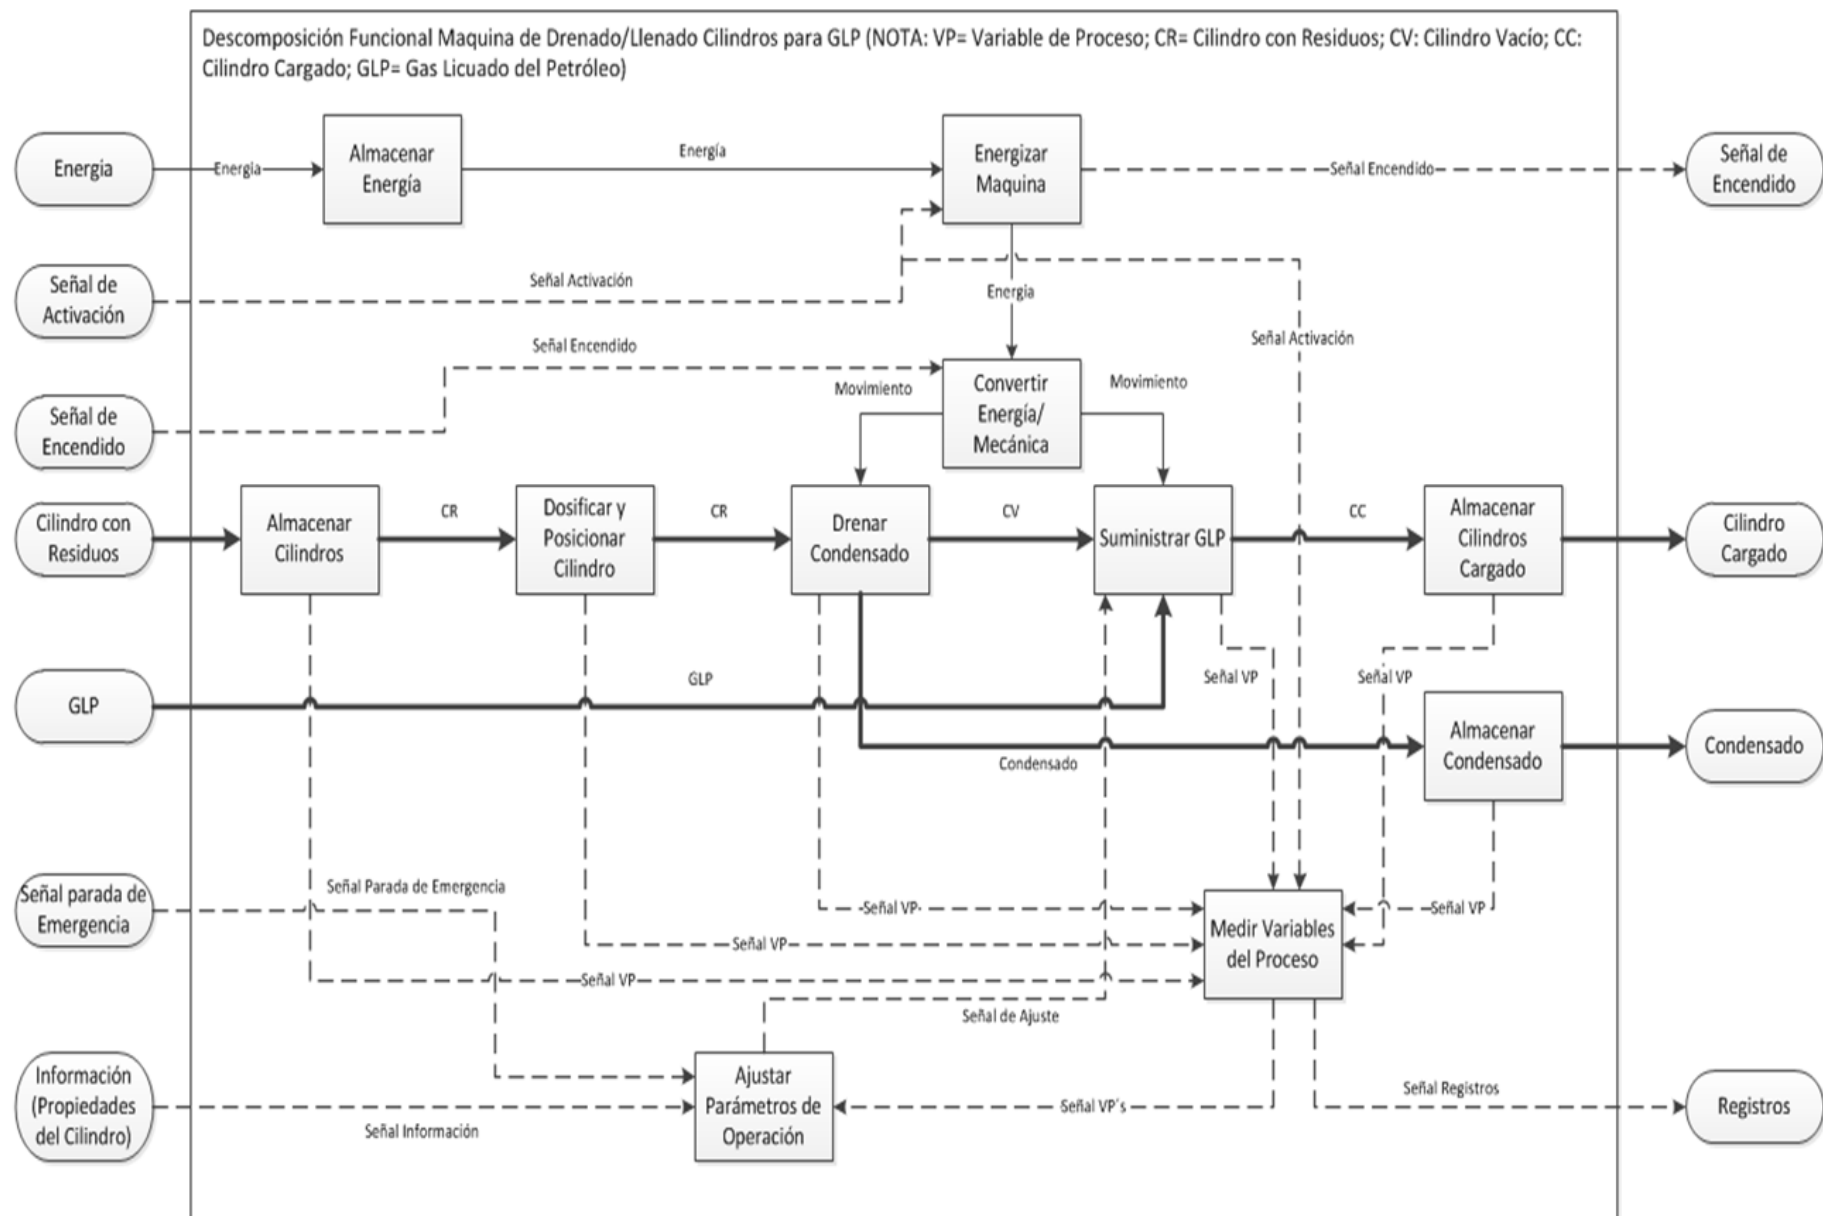 Descomposición Funcional Maquina de Drenado/Llenado Cilindros para GLP (NOTA: VP= Variable de Proceso; CR= Cilindro con Residuos; CV: Cilindro Vacío; CC:
Cilindro Cargado; GLP= Gas Licuado del Petróleo)
Energia
Energía
Almacenar
Energía
Energía
Energizar
Maquina
Señal Encendido
Señal de
Encendido
Señal de
Activación
Señal Activación
Energía
Señal Activación
Señal de
Encendido
Señal Encendido
Movimiento
Convertir
Energía/
Mecánica
Movimiento
Cilindro con
Residuos
Almacenar
Cilindros
CR
Dosificar y
Posicionar
Cilindro
CR
Drenar
Condensado
CV
Suministrar GLP
CC
Almacenar
Cilindros
Cargado
Cilindro
Cargado
GLP
GLP
Señal VP
Señal VP
Condensado
Almacenar
Condensado
Condensado
Señal parada de
Emergencia
Señal Parada de Emergencia
Señal VP
Señal VP
Señal VP
Medir Variables
del Proceso
Señal VP
Señal de Ajuste
Información
(Propiedades
del Cilindro)
Señal Información
Ajustar
Parámetros de
Operación
Señal VP´s
Señal Registros
Registros